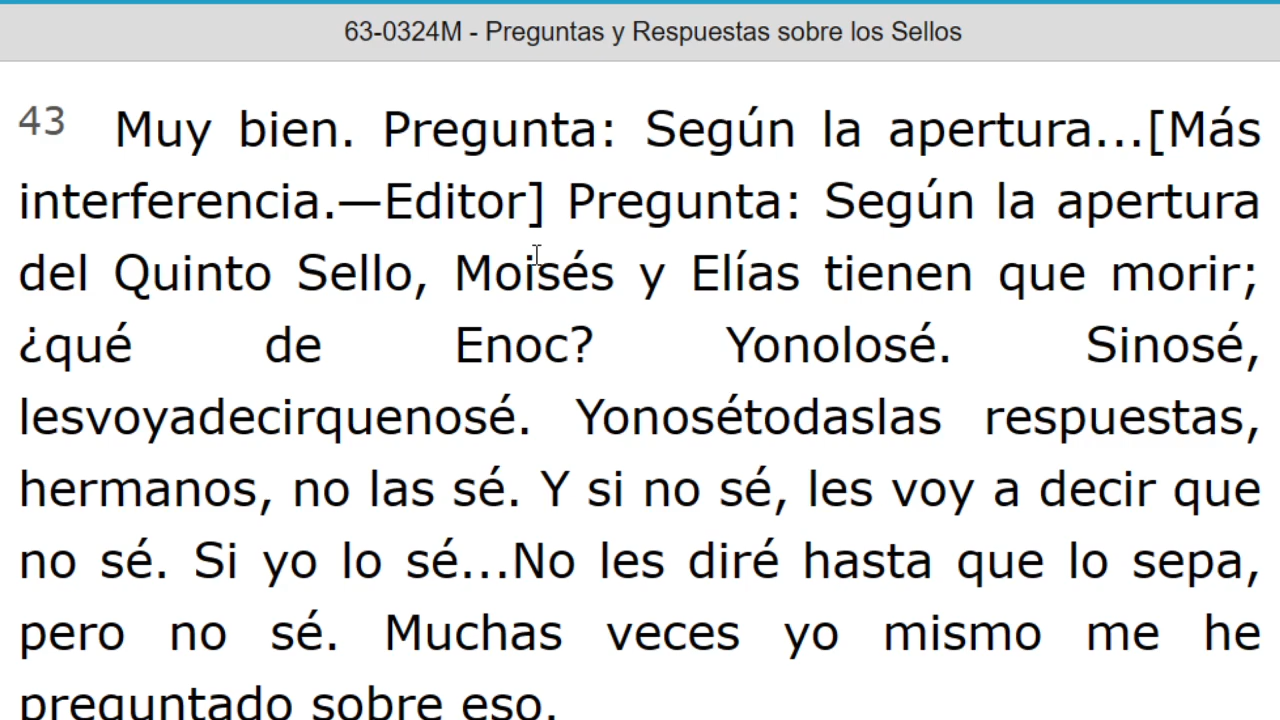 63-0324M - Preguntas y Respuestas sobre los Sellos
43 Muy bien. Pregunta: Según la apertura...[Más
interferencia.—Editor] Pregunta: Según la apertura
del Quinto Sello, Moisés y Elías tienen que morir;
¿qué de Enoc? Yonolosé. Sinosé,
lesvoyadecirquenosé. Yonosétodaslas respuestas,
hermanos, no las sé. Y si no sé, les voy a decir que
no sé. Si yo lo sé...No les diré hasta que lo sepa,
pero no sé. Muchas veces yo mismo me he
preguntado sobre eso.